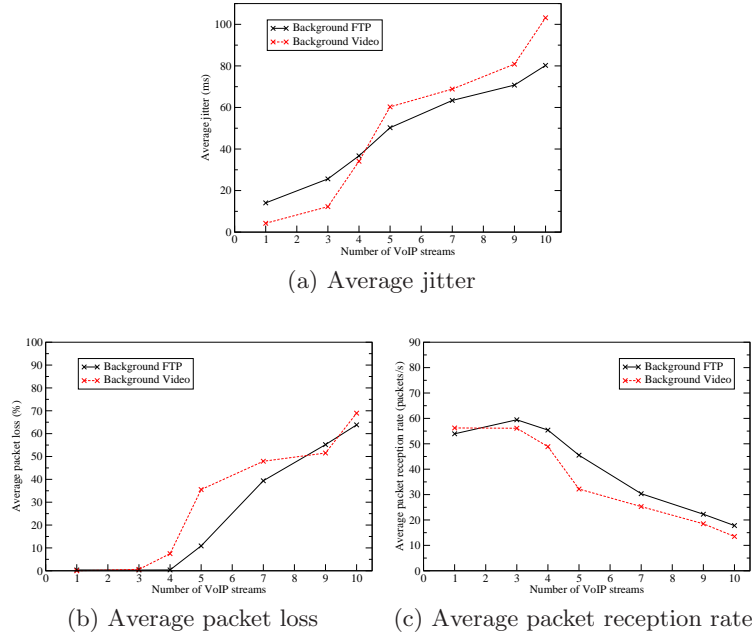 Average jitter (ms)
100
80
60
40
20
0
Background FTP
Background Video
0 1 2 3 4 5 6 7 8 9 10
Number of VoIP streams
(a) Average jitter
Average packet loss (%)
100
90
80
70
60
50
40
30
20
10
0
Background FTP
Background Video
0 1 2 3 4 5 6 7 8 9 10
Number of VoIP streams
(b) Average packet loss
Average packet reception rate (packets/s)
90
80
70
60
50
40
30
20
10
0
Background FTP
Background Video
0 1 2 3 4 5 6 7 8 9 10
Number of VoIP streams
(c) Average packet reception rate